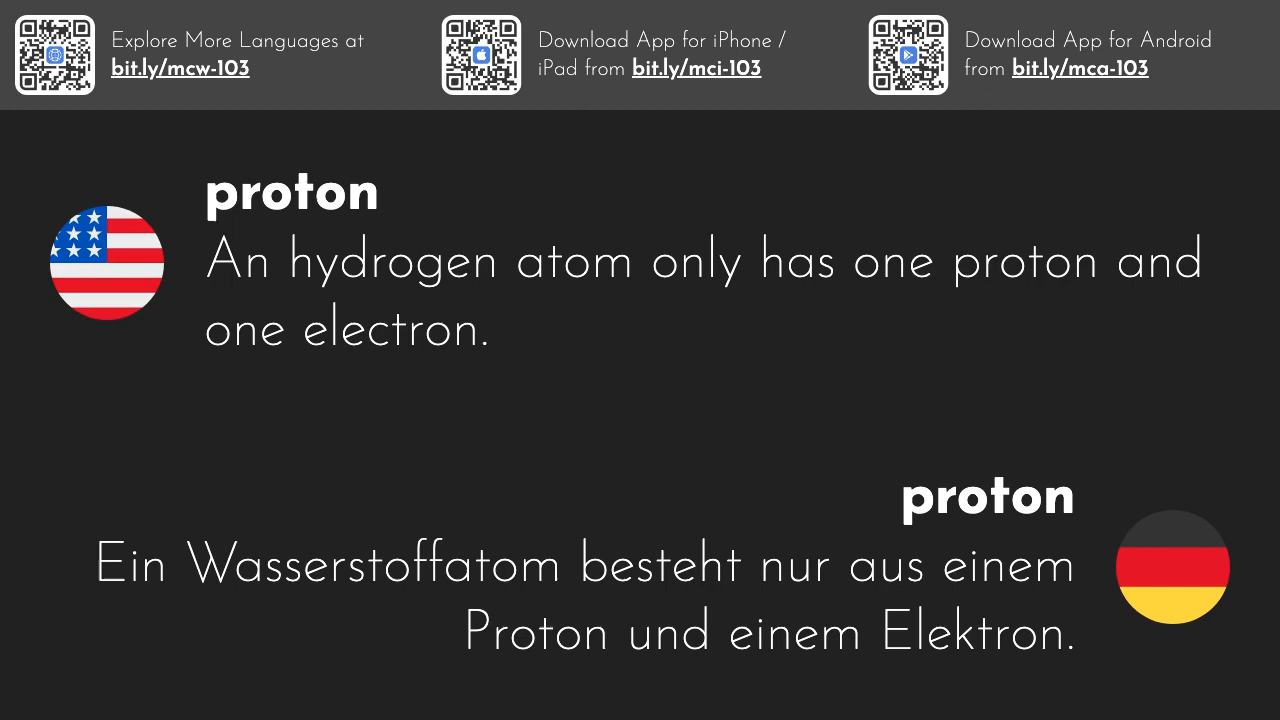 Explore More Languages at
bit.ly/mcw-103
Download App for iPhone /
iPad from bit.ly/mci-103
Download App for Android
from bit.ly/mca-103
proton
An hydrogen atom only has one proton and
one electron.
proton
Ein Wasserstoffatom besteht nur aus einem
Proton und einem Elektron.